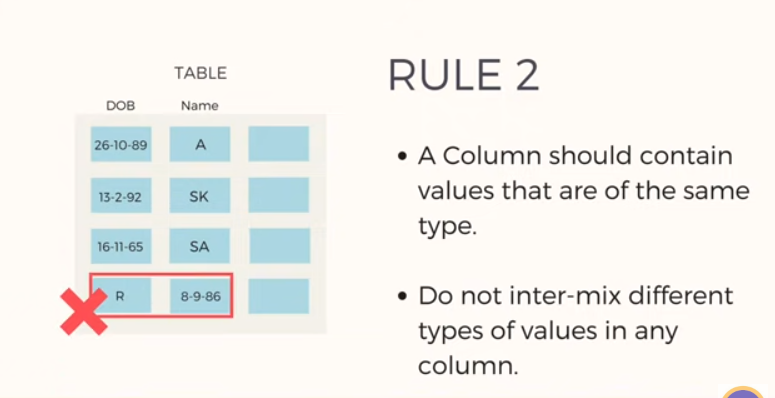 TABLE
DOB Name
26-10-89 A
13-2-92 SK
16-11-65 SA
R 8-9-86
RULE 2
• A Column should contain
values that are of the same
type.
• Do not inter-mix different
types of values in any
column.